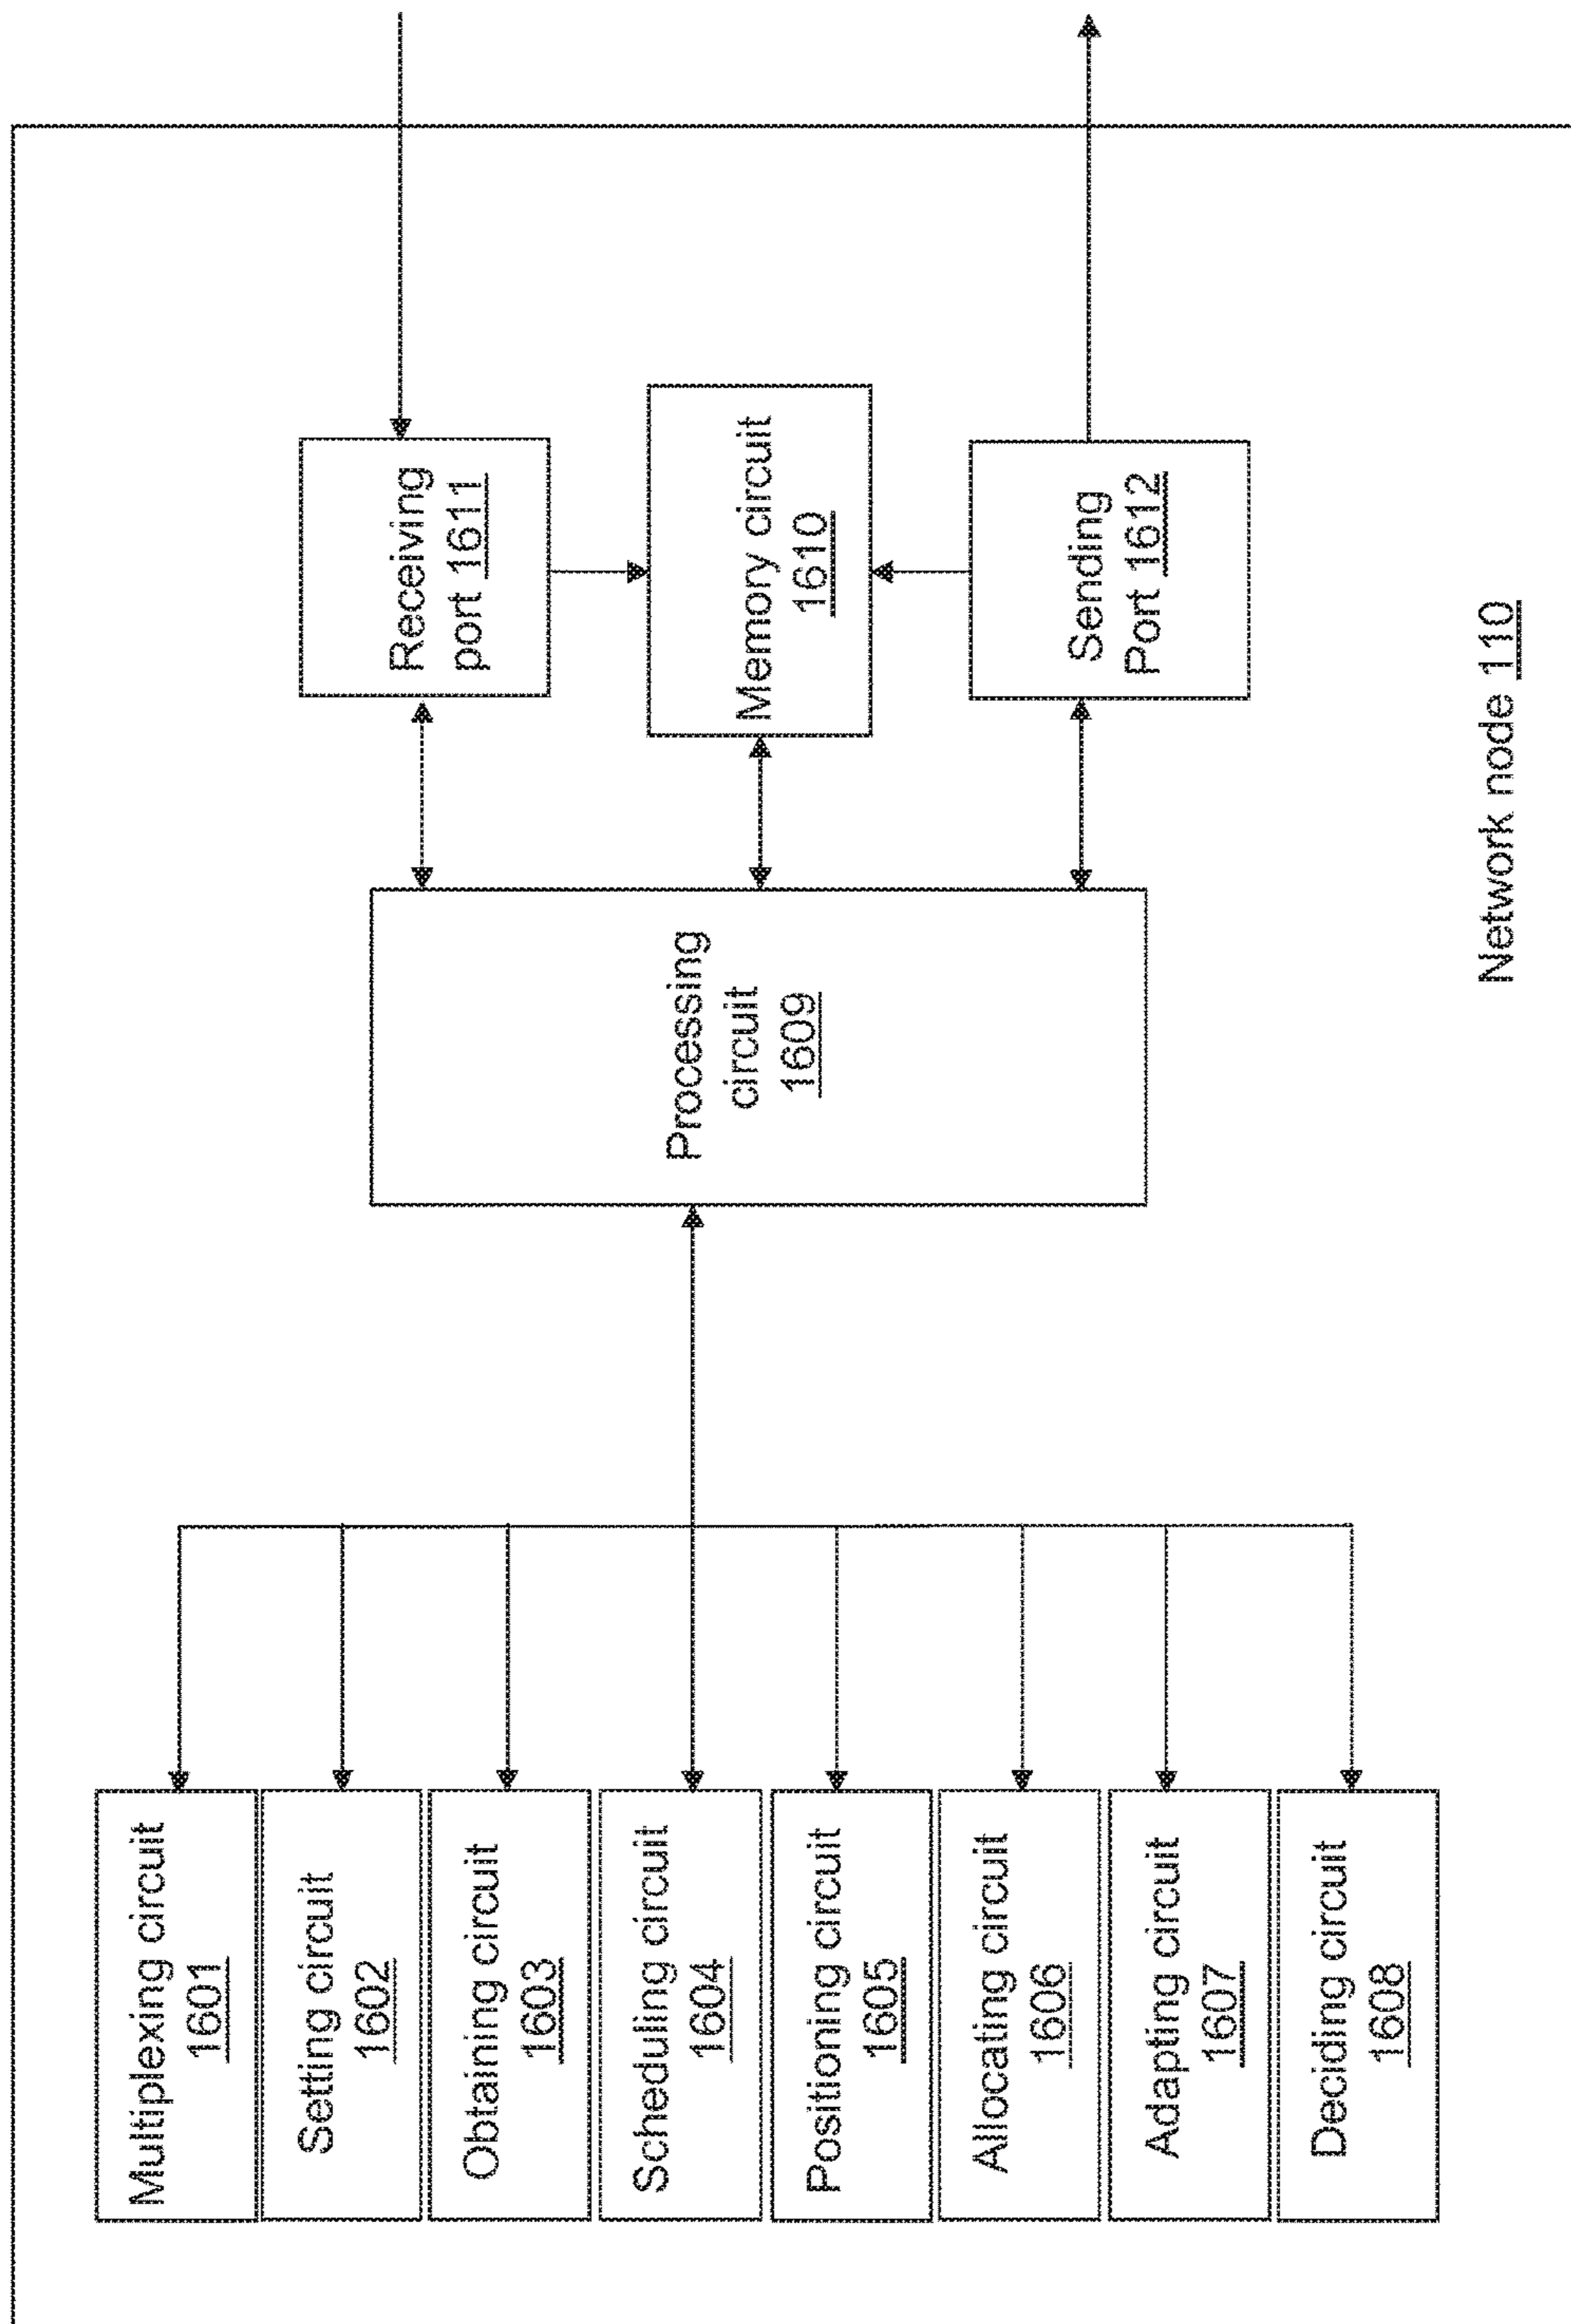 Multiplexing circuit
1601
Setting circuit
1602
Obtaining circuit
1603
Scheduling circuit
1604
Positioning circuit
1605
Allocating circuit
1606
Adapting circuit
1607
Deciding circuit
1608
Processing
circuit
1609
Receiving
port 1611
Memory circuit
1610
Sending
Port 1612
Network node 110